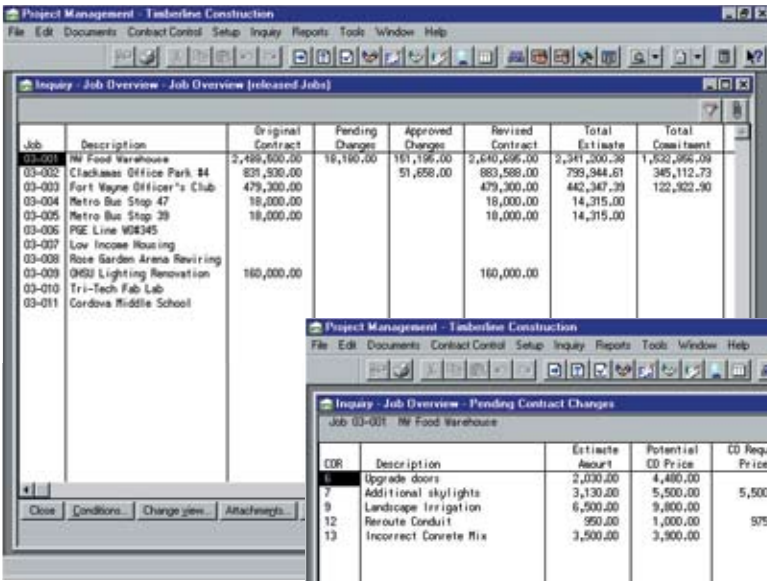 Project Management - Timberline Construction
File Edit Documents Contract Control Setup Inquiry Reports Tools Window Help
Inquiry - Job Overview - Job Overview (released Jobs)
Job Description Original Contract Pending Changes Approved Changes Revised Contract Total Estimate Total Commitment
03-001 NW Food Warehouse 2,489,500.00 18,180.00 151,195.00 2,640,695.00 2,341,200.38 1,532,856.09
03-002 Clackamas Office Park #4 831,930.00 51,658.00 883,588.00 799,944.61 345,112.73
03-003 Fort Wayne Officer's Club 479,300.00 479,300.00 442,347.39 122,922.90
03-004 Metro Bus Stop 47 18,000.00 18,000.00 14,315.00
03-005 Metro Bus Stop 39 18,000.00 18,000.00 14,315.00
03-006 PGE Line WO#345
03-007 Low Income Housing
03-008 Rose Garden Arena Rewiring
03-009 OHSU Lighting Renovation 160,000.00 160,000.00
03-010 Tri-Tech Fab Lab
03-011 Cordova Middle School
Close Conditions... Change view... Attachments...
Project Management - Timberline Construction
File Edit Documents Contract Control Setup Inquiry Reports Tools Window Help
Inquiry - Job Overview - Pending Contract Changes
Job 03-001 NW Food Warehouse
COR Description Estimate Amount Potential CO Price CO Requ Price
6 Upgrade doors 2,030.00 4,480.00
7 Additional skylights 3,130.00 5,500.00 5,500
9 Landscape Irrigation 6,500.00 9,800.00
12 Reroute Conduit 950.00 1,000.00 975
13 Incorrect Conrete Mix 3,500.00 3,900.00